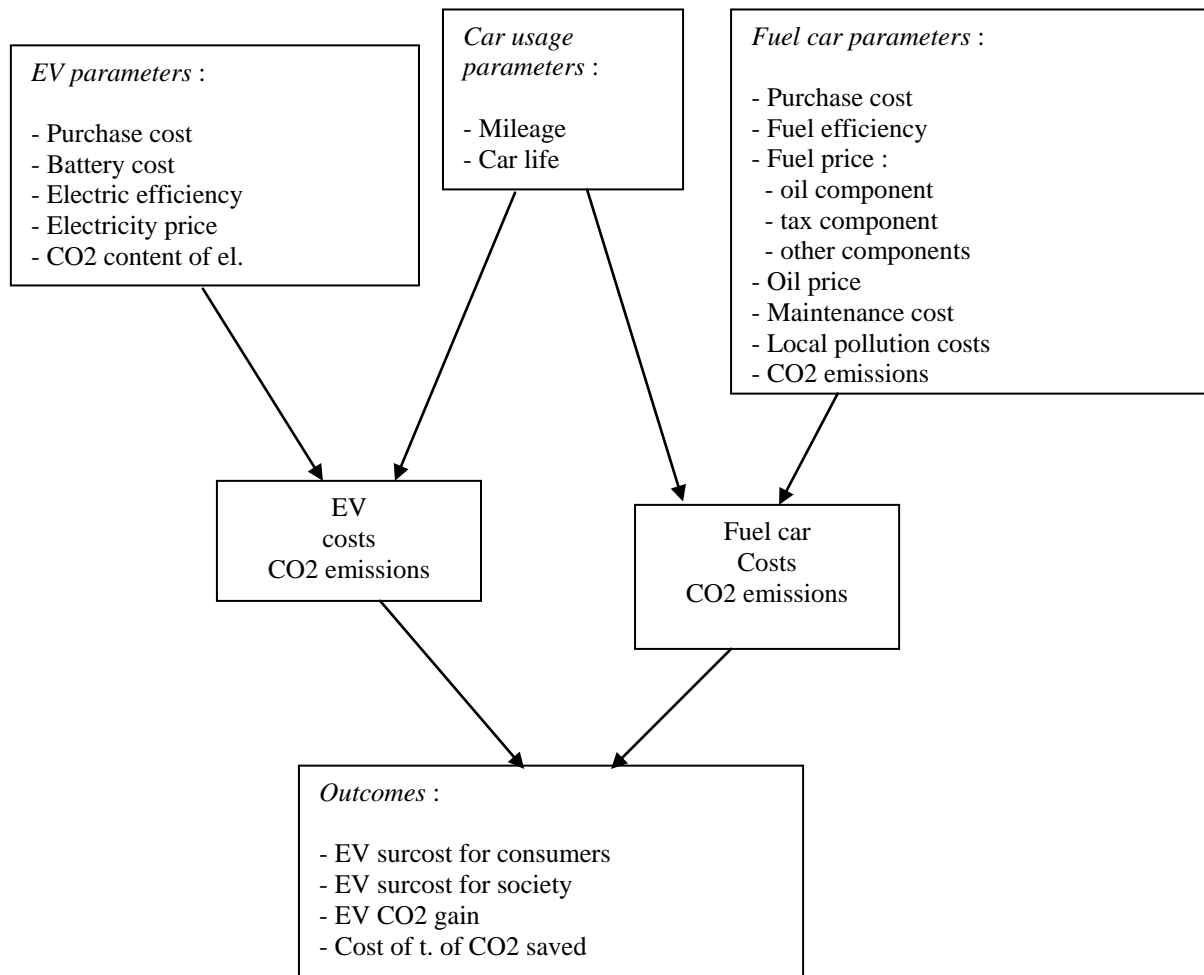 EV parameters :
- Purchase cost
- Battery cost
- Electric efficiency
- Electricity price
- CO2 content of el.
Car usage
parameters :
- Mileage
- Car life
Fuel car parameters :
- Purchase cost
- Fuel efficiency
- Fuel price :
- oil component
- tax component
- other components
- Oil price
- Maintenance cost
- Local pollution costs
- CO2 emissions
EV
costs
CO2 emissions
Fuel car
Costs
CO2 emissions
Outcomes :
- EV surcost for consumers
- EV surcost for society
- EV CO2 gain
- Cost of t. of CO2 saved